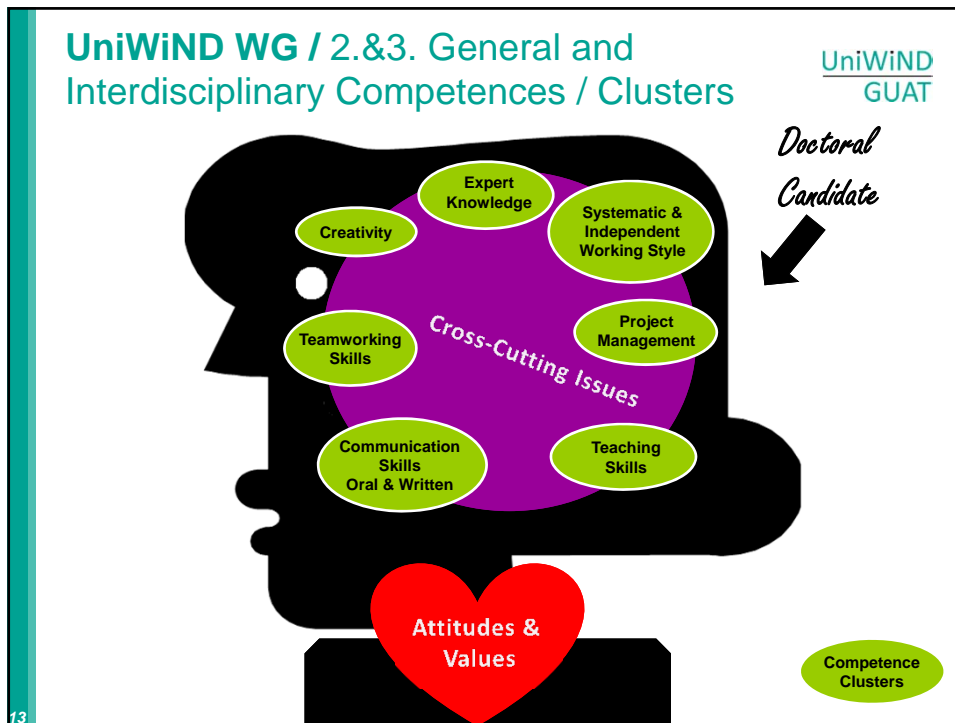 UniWiND WG / 2.&3. General and
Interdisciplinary Competences / Clusters
UniWiND
GUAT
Doctoral
Candidate
Expert
Knowledge
Systematic &
Independent
Working Style
Creativity
Project
Management
Teamworking
Skills
Cross-Cutting Issues
Communication
Skills
Oral & Written
Teaching
Skills
Attitudes &
Values
Competence
Clusters
13